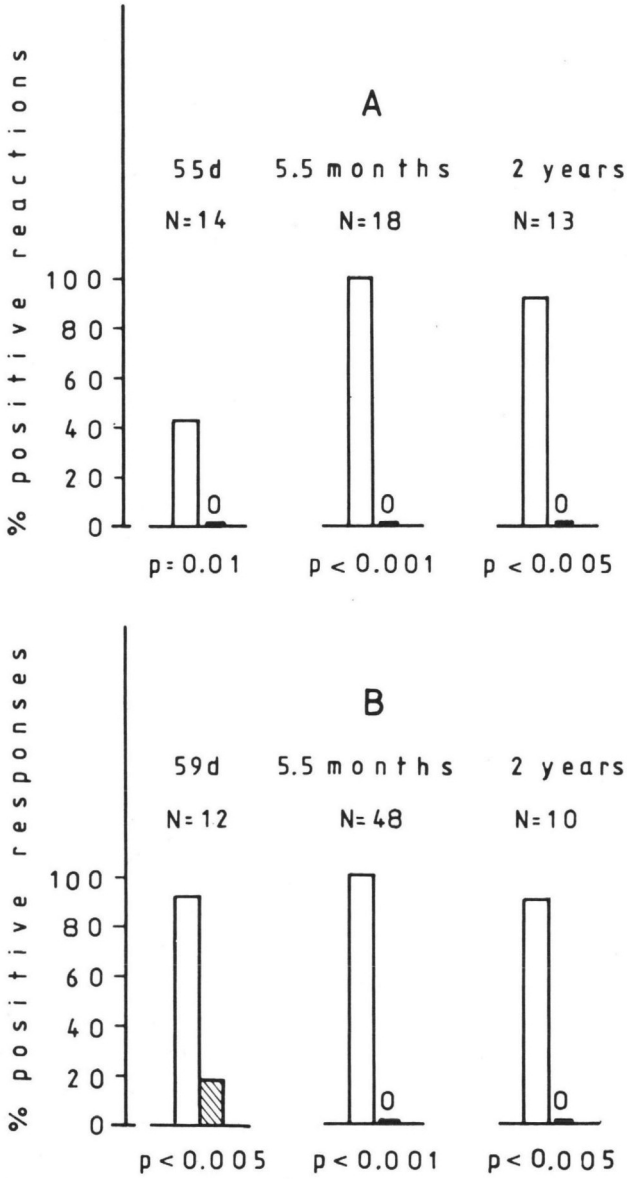 % positive reactions
A
55d 5.5 months 2 years
N=14 N=18 N=13
100
80
60
40
20
0
0 0 0
p=0.01 p<0.001 p<0.005
% positive responses
B
59d 5.5 months 2 years
N=12 N=48 N=10
100
80
60
40
20
0
0 0
p<0.005 p<0.001 p<0.005